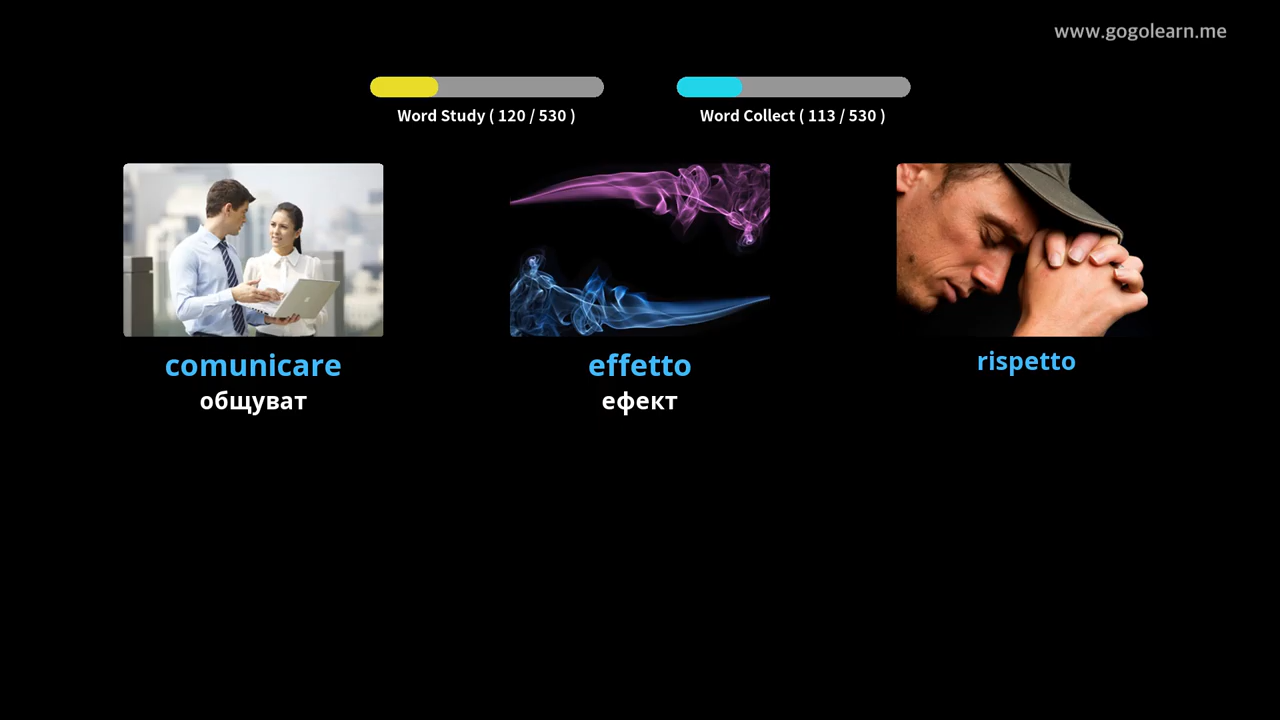 www.gogolearn.me
Word Study ( 120 / 530 )
Word Collect ( 113 / 530 )
comunicare
effetto
rispetto
общуват
ефект